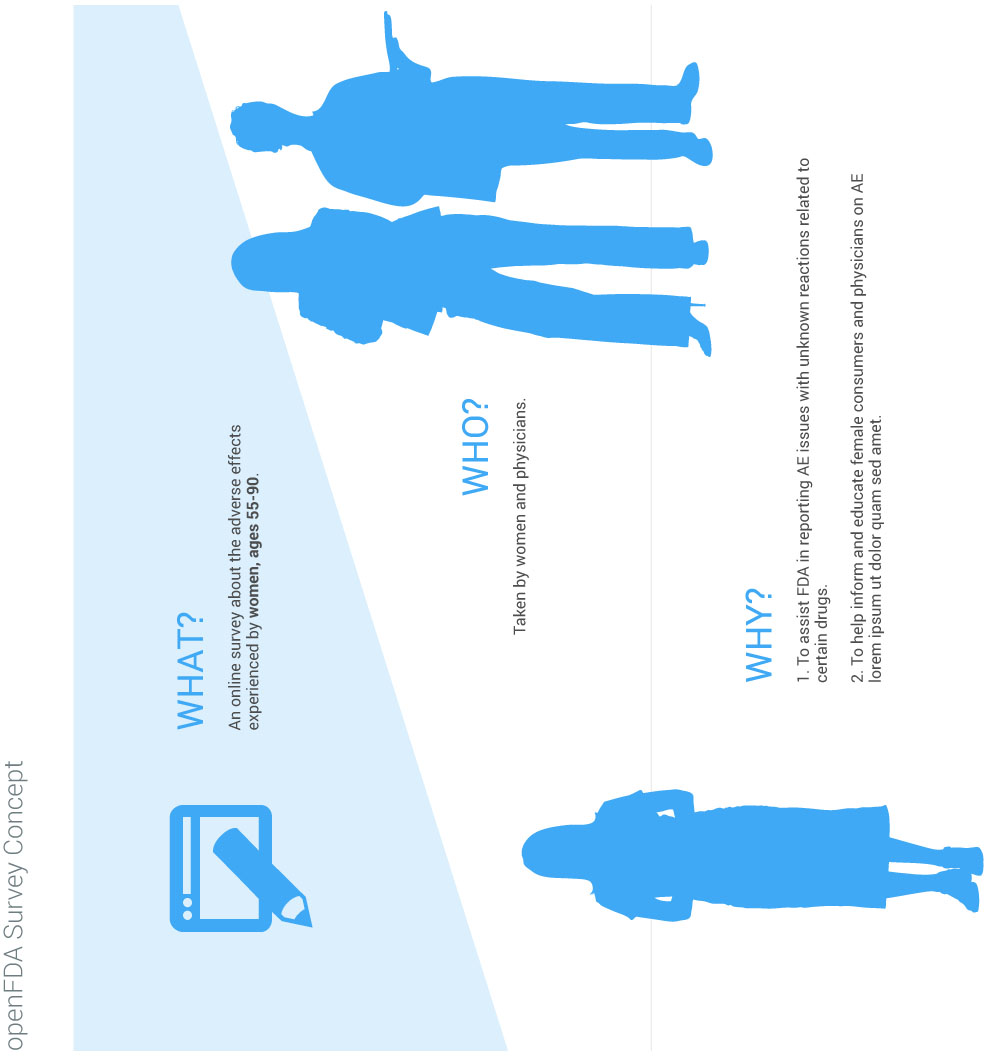 openFDA Survey Concept
WHAT?
An online survey about the adverse effects
experienced by women, ages 55-90.
WHO?
Taken by women and physicians.
WHY?
1. To assist FDA in reporting AE issues with unknown reactions related to
certain drugs.
2. To help inform and educate female consumers and physicians on AE
lorem ipsum ut dolor quam sed amet.